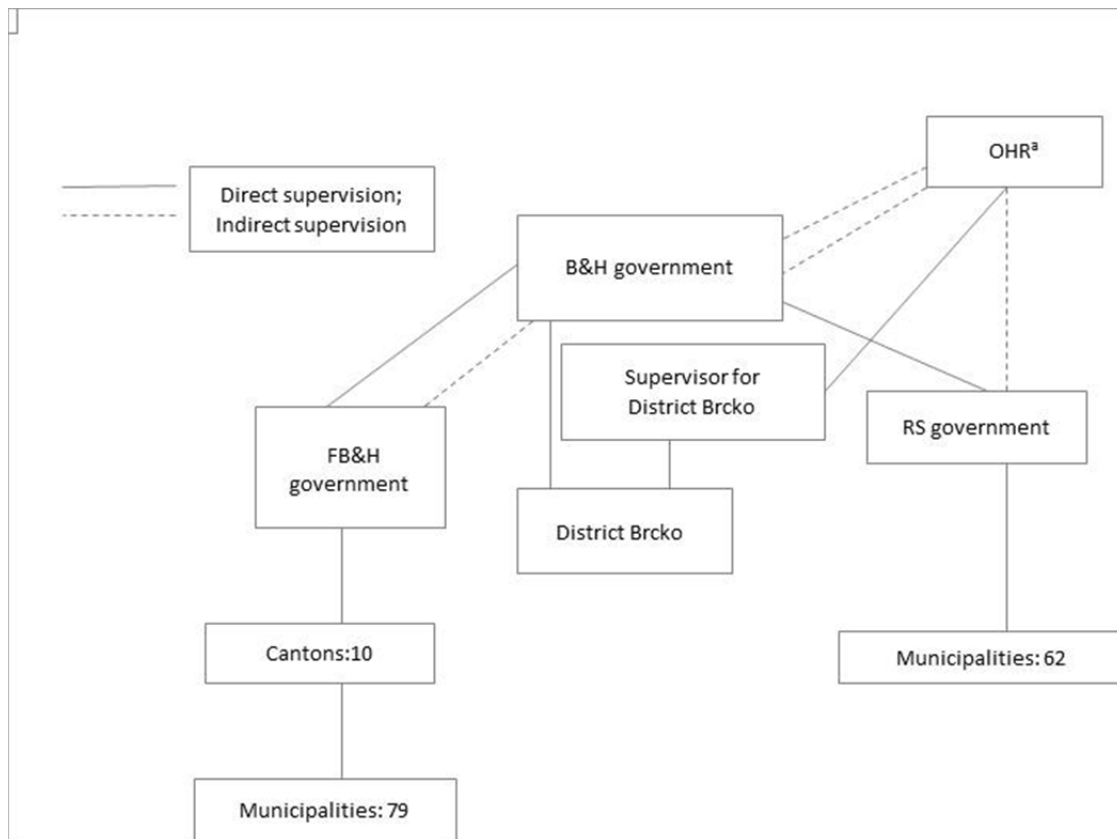 OHRª
Direct supervision;
Indirect supervision
B&H government
Supervisor for
District Brcko
RS government
FB&H
government
District Brcko
Cantons:10
Municipalities: 62
Municipalities: 79